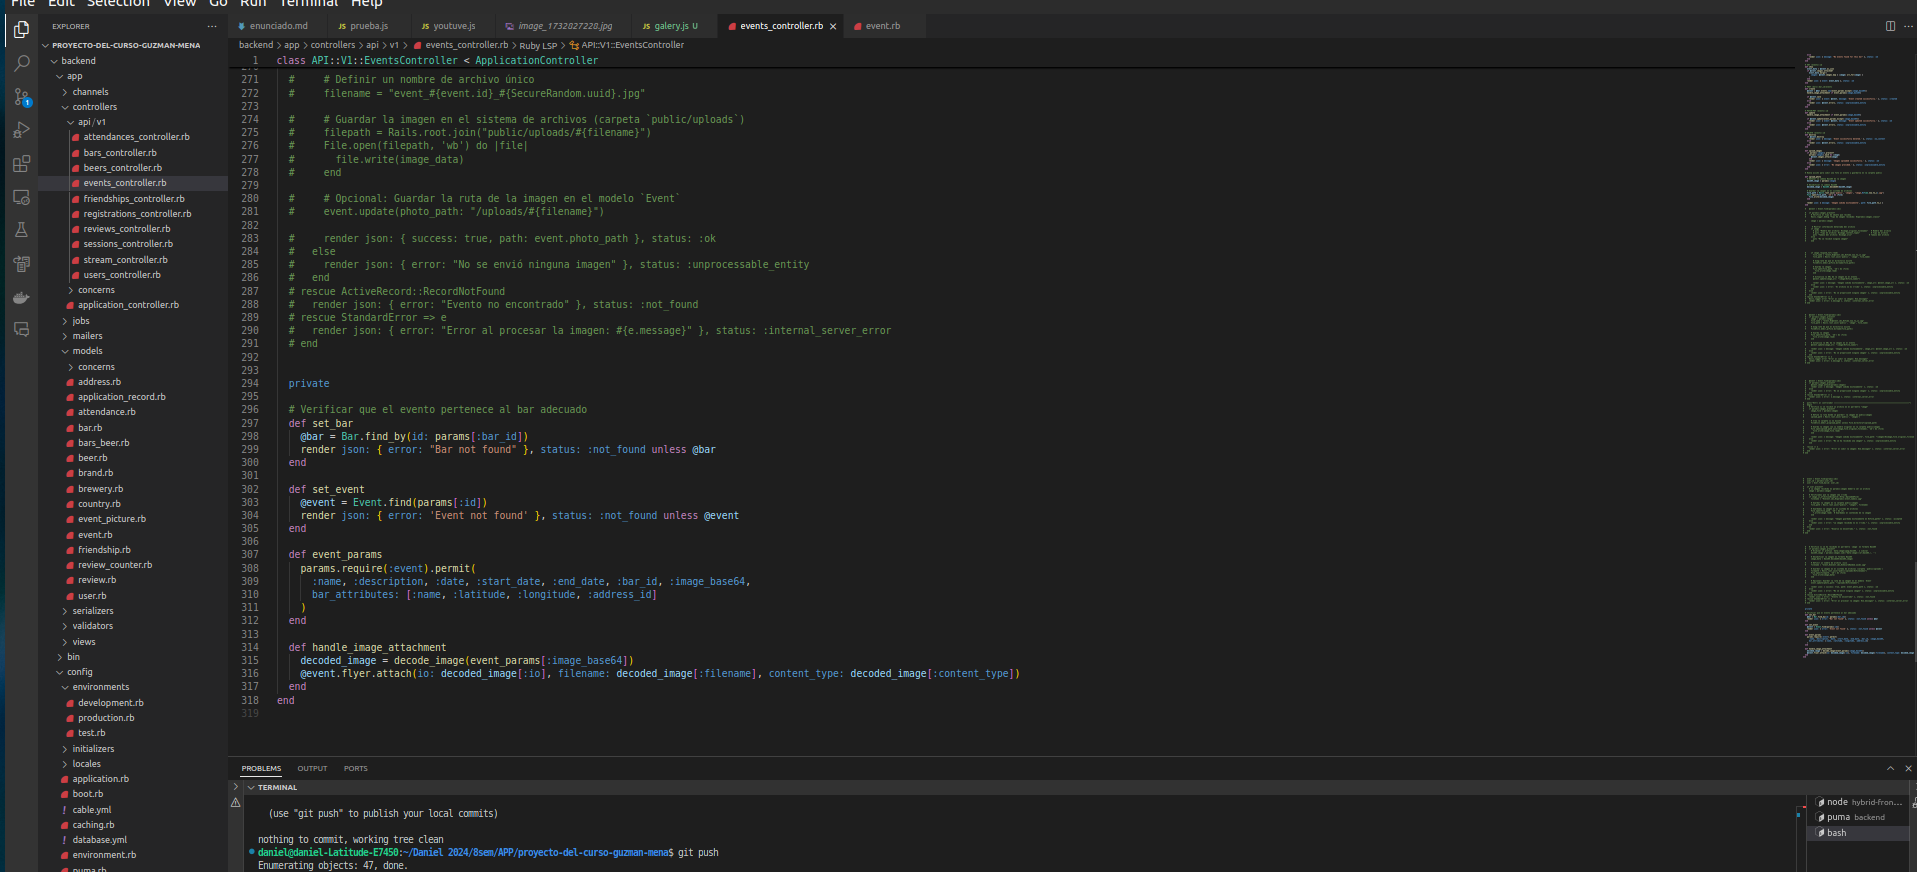 File Edit Selection View Go Run Terminal Help
EXPLORER
PROYECTO-DEL-CURSO-GUZMAN-MENA
backend
app
channels
controllers
api/v1
attendances_controller.rb
bars_controller.rb
beers_controller.rb
events_controller.rb
friendships_controller.rb
registrations_controller.rb
reviews_controller.rb
sessions_controller.rb
stream_controller.rb
users_controller.rb
concerns
application_controller.rb
jobs
mailers
models
concerns
address.rb
application_record.rb
attendance.rb
bar.rb
bars_beer.rb
beer.rb
brand.rb
brewery.rb
country.rb
event_picture.rb
event.rb
friendship.rb
review_counter.rb
review.rb
user.rb
serializers
validators
views
bin
config
environments
development.rb
production.rb
test.rb
initializers
locales
application.rb
boot.rb
! cable.yml
caching.rb
! database.yml
environment.rb
puma.rb
enunciado.md
JS prueba.js
JS youtuve.js
image_1732827220.jpg
JS galery.js U
events_controller.rb
event.rb
backend > app > controllers > api > v1 > events_controller.rb > Ruby LSP > API::V1::EventsController
1 class API::V1::EventsController < ApplicationController
271 # # Definir un nombre de archivo único
272 # filename = "event_#{event.id}_#{SecureRandom.uuid}.jpg"
273
274 # # Guardar la imagen en el sistema de archivos (carpeta `public/uploads`)
275 # filepath = Rails.root.join("public/uploads/#{filename}")
276 # File.open(filepath, 'wb') do |file|
277 # file.write(image_data)
278 # end
279
280 # # Opcional: Guardar la ruta de la imagen en el modelo `Event`
281 # event.update(photo_path: "/uploads/#{filename}")
282
283 # render json: { success: true, path: event.photo_path }, status: :ok
284 # else
285 # render json: { error: "No se envió ninguna imagen" }, status: :unprocessable_entity
286 # end
287 # rescue ActiveRecord::RecordNotFound
288 # render json: { error: "Evento no encontrado" }, status: :not_found
289 # rescue StandardError => e
290 # render json: { error: "Error al procesar la imagen: #{e.message}" }, status: :internal_server_error
291 # end
292
293
294 private
295
296 # Verificar que el evento pertenece al bar adecuado
297 def set_bar
298 @bar = Bar.find_by(id: params[:bar_id])
299 render json: { error: "Bar not found" }, status: :not_found unless @bar
300 end
301
302 def set_event
303 @event = Event.find(params[:id])
304 render json: { error: 'Event not found' }, status: :not_found unless @event
305 end
306
307 def event_params
308 params.require(:event).permit(
309 :name, :description, :date, :start_date, :end_date, :bar_id, :image_base64,
310 bar_attributes: [:name, :latitude, :longitude, :address_id]
311 )
312 end
313
314 def handle_image_attachment
315 decoded_image = decode_image(event_params[:image_base64])
316 @event.flyer.attach(io: decoded_image[:io], filename: decoded_image[:filename], content_type: decoded_image[:content_type])
317 end
318 end
319
PROBLEMS OUTPUT PORTS
TERMINAL
(use "git push" to publish your local commits)
nothing to commit, working tree clean
daniel@daniel-Latitude-E7450:~/Daniel 2024/8sem/APP/proyecto-del-curso-guzman-mena$ git push
Enumerating objects: 47, done.
node hybrid-fron...
puma backend
bash